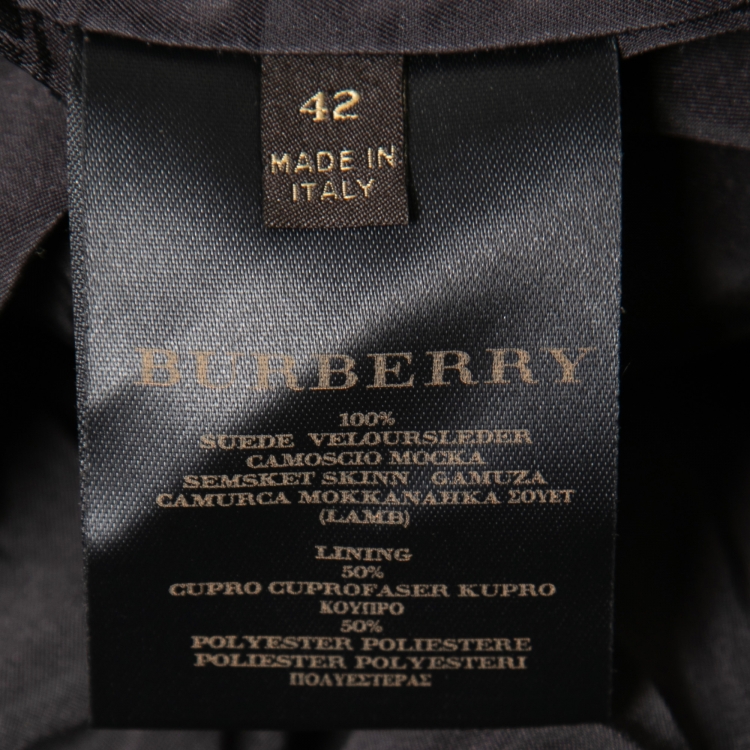 42
MADE IN
ITALY
BURBERRY
100%
SUEDE VELOURSLEDER
CAMOSCIO MOCKA
SEMSKET SKINN GAMUZA
CAMURCA MOKKANAHKA ΣΟΥΕΤ
(LAMB)
LINING
50%
CUPRO CUPROFASER KUPRO
ΚΟΥΠΡΟ
50%
POLYESTER POLIESTERE
POLIESTER POLYESTERI
ΠΟΛΥΕΣΤΕΡΑΣ